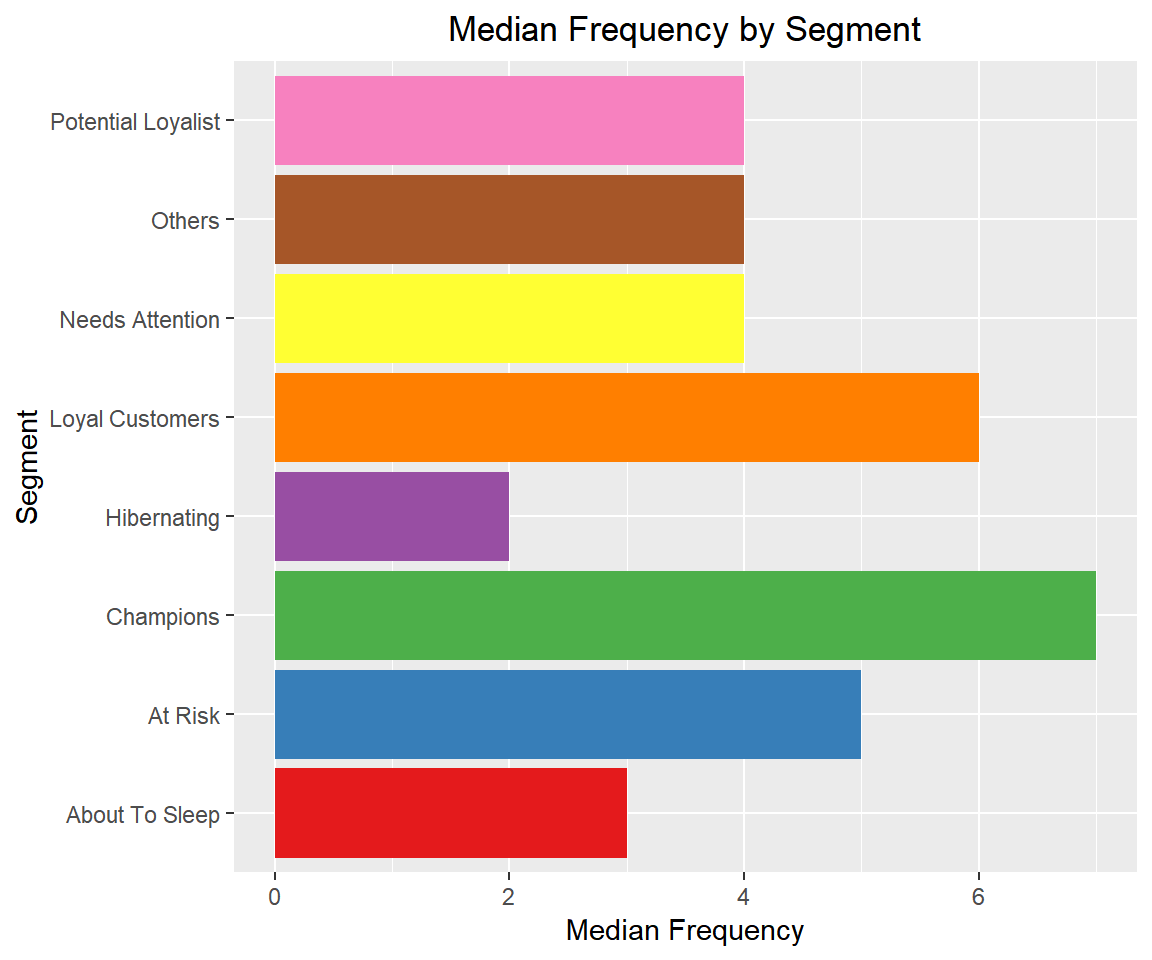 Median Frequency by Segment
Potential Loyalist
Others
Needs Attention
Loyal Customers
Hibernating
Champions
At Risk
About To Sleep
Segment
0 2 4 6
Median Frequency